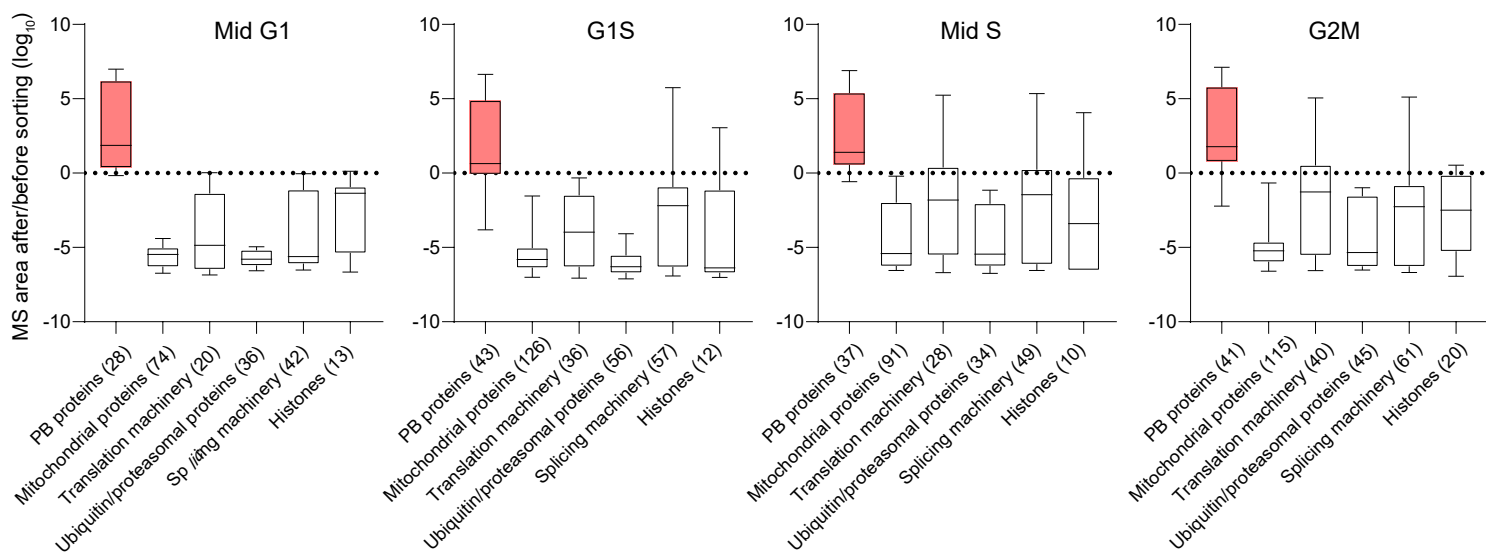 MS area after/before sorting (log10)
Mid G1
10
5
0
-5
-10
PB proteins (28)
Mitochondrial proteins (74)
Translation machinery (20)
Ubiquitin/proteasomal proteins (36)
machinery (42)
Histones (13)
G1S
10
5
0
-5
-10
PB proteins (43)
Mitochondrial proteins (126)
Translation machinery (36)
Ubiquitin/proteasomal proteins (56)
Splicing machinery (57)
Histones (12)
Mid S
10
5
0
-5
-10
PB proteins (37)
Mitochondrial proteins (91)
Translation machinery (28)
Ubiquitin/proteasomal proteins (34)
Splicing machinery (49)
Histones (10)
G2M
10
5
0
-5
-10
PB proteins (41)
Mitochondrial proteins (115)
Translation machinery (40)
Ubiquitin/proteasomal proteins (45)
Splicing machinery (61)
Histones (20)